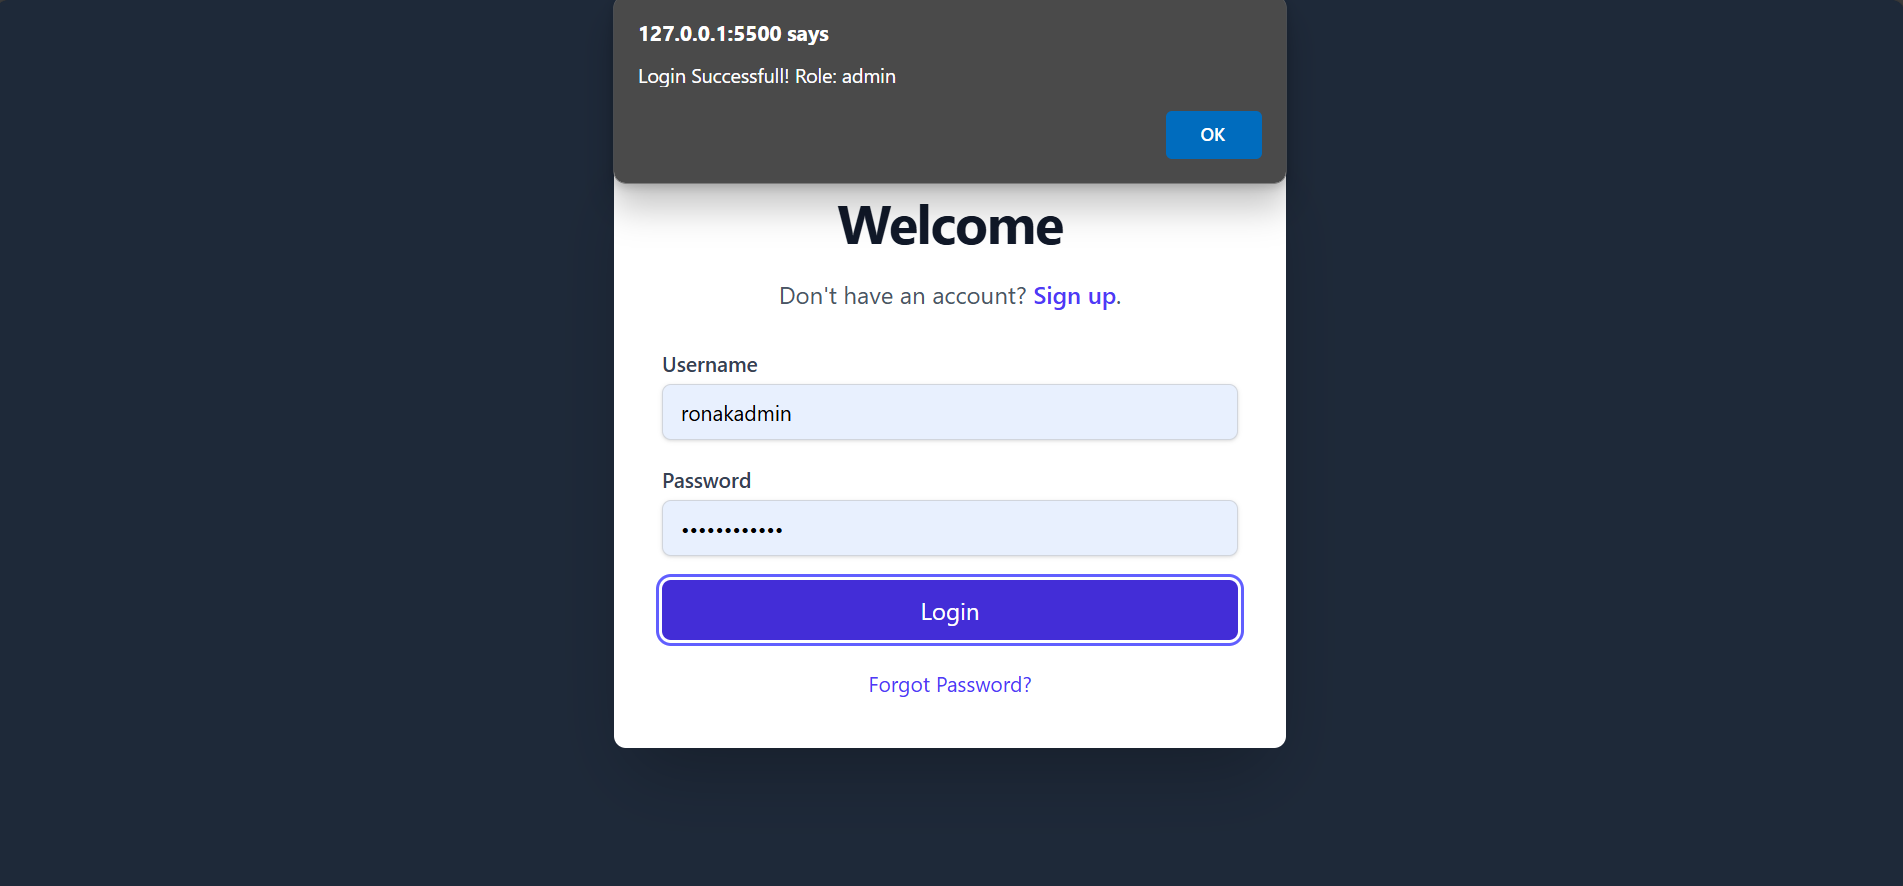 127.0.0.1:5500 says
Login Successfull! Role: admin
OK
Welcome
Don't have an account? Sign up.
Username
ronakadmin
Password
••••••••••••
Login
Forgot Password?